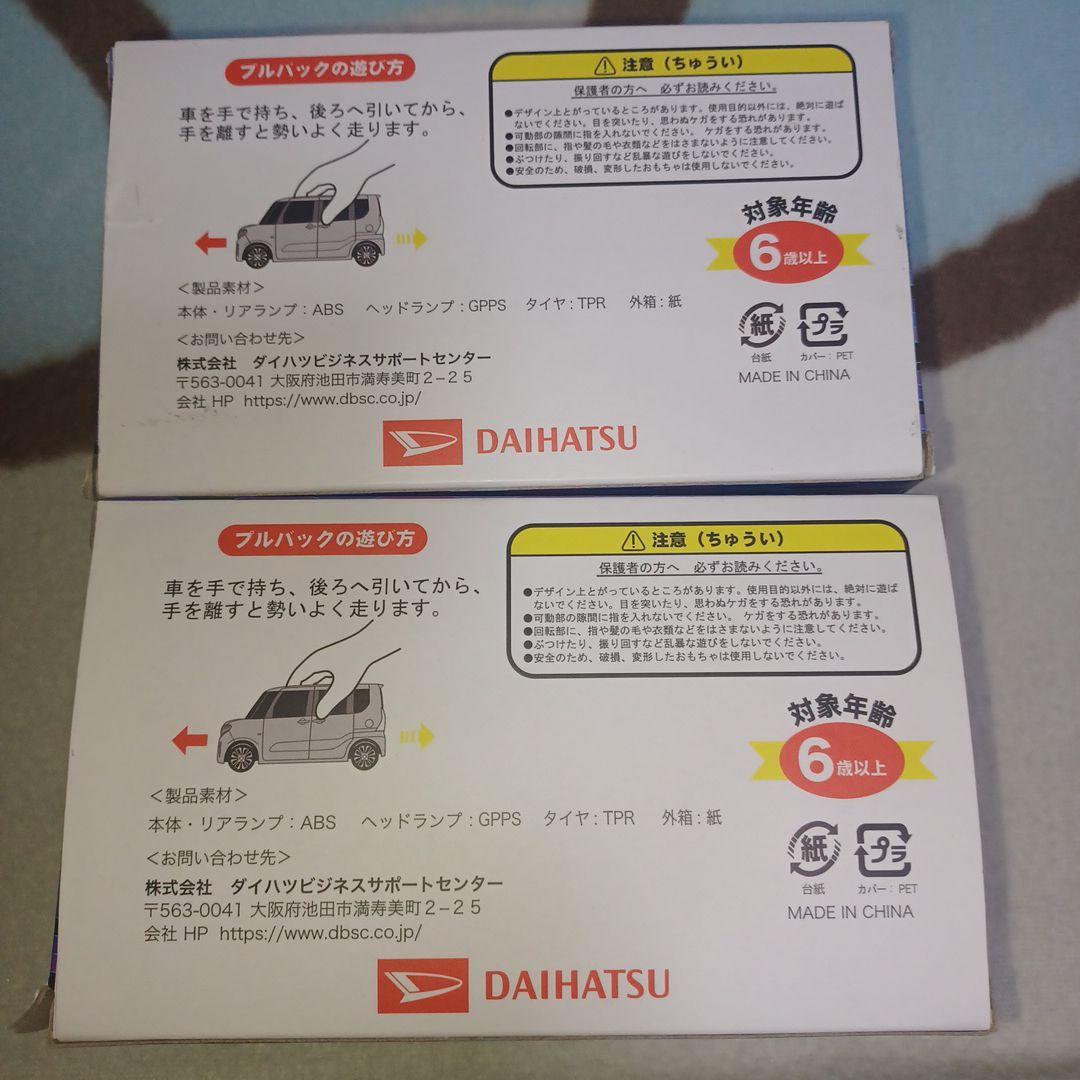 プルバックの遊び方
車を手で持ち、後ろへ引いてから、
手を離すと勢いよく走ります。
注意（ちゅうい）
保護者の方へ 必ずお読みください。
●デザイン上とがっているところがあります。使用目的以外には、絶対に遊ば
ないでください。目を突いたり、思わぬケガをする恐れがあります。
●可動部の隙間に指を入れないでください。 ケガをする恐れがあります。
●回転部に、指や髪の毛や衣類などをはさまないように注意してください。
●ぶつけたり、振り回すなど乱暴な遊びをしないでください。
●安全のため、破損、変形したおもちゃは使用しないでください。
対象年齢
6歳以上
＜製品素材＞
本体・リアランプ：ABS ヘッドランプ：GPPS タイヤ：TPR 外箱：紙
＜お問い合わせ先＞
株式会社 ダイハツビジネスサポートセンター
〒563-0041 大阪府池田市満寿美町２−２５
会社 HP https://www.dbsc.co.jp/
紙 プラ
台紙 カバー：PET
MADE IN CHINA
DAIHATSU
プルバックの遊び方
車を手で持ち、後ろへ引いてから、
手を離すと勢いよく走ります。
注意（ちゅうい）
保護者の方へ 必ずお読みください。
●デザイン上とがっているところがあります。使用目的以外には、絶対に遊ば
ないでください。目を突いたり、思わぬケガをする恐れがあります。
●可動部の隙間に指を入れないでください。 ケガをする恐れがあります。
●回転部に、指や髪の毛や衣類などをはさまないように注意してください。
●ぶつけたり、振り回すなど乱暴な遊びをしないでください。
●安全のため、破損、変形したおもちゃは使用しないでください。
対象年齢
6歳以上
＜製品素材＞
本体・リアランプ：ABS ヘッドランプ：GPPS タイヤ：TPR 外箱：紙
＜お問い合わせ先＞
株式会社 ダイハツビジネスサポートセンター
〒563-0041 大阪府池田市満寿美町２−２５
会社 HP https://www.dbsc.co.jp/
紙 プラ
台紙 カバー：PET
MADE IN CHINA
DAIHATSU